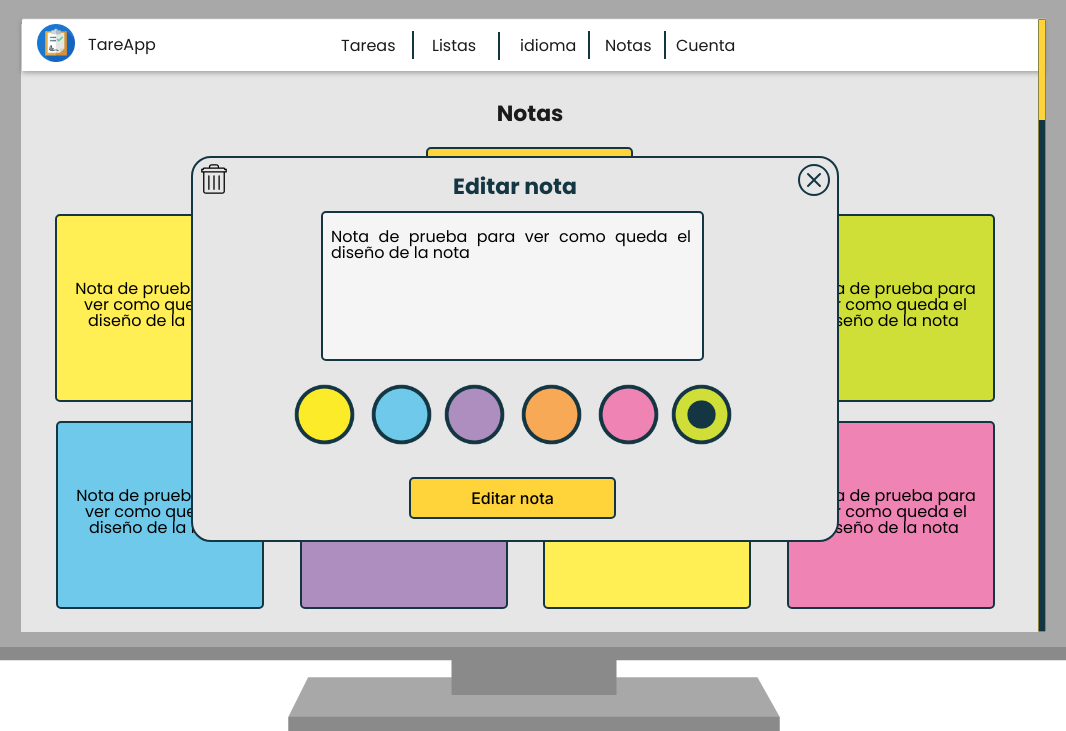 TareApp
Tareas
Listas
idioma
Notas
Cuenta
Notas
Editar nota
Nota de prueba para ver como queda el
diseño de la nota
Editar nota
Nota de prueb
ver como que
diseño de la
de prueba para
como queda el
seño de la nota
Nota de prueb
ver como que
diseño de la
de prueba para
como queda el
seño de la nota